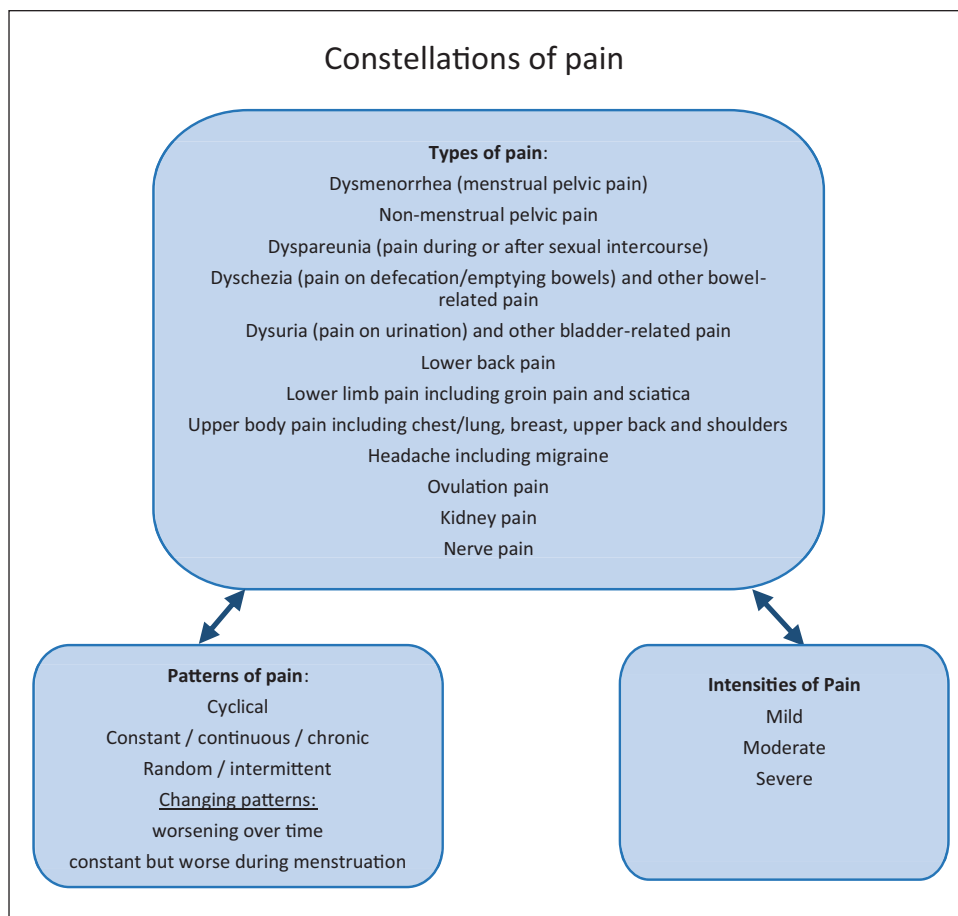 Constellations of pain
Types of pain:
Dysmenorrhea (menstrual pelvic pain)
Non-menstrual pelvic pain
Dyspareunia (pain during or after sexual intercourse)
Dyschezia (pain on defecation/emptying bowels) and other bowel-
related pain
Dysuria (pain on urination) and other bladder-related pain
Lower back pain
Lower limb pain including groin pain and sciatica
Upper body pain including chest/lung, breast, upper back and shoulders
Headache including migraine
Ovulation pain
Kidney pain
Nerve pain
Patterns of pain:
Cyclical
Constant / continuous / chronic
Random / intermittent
Changing patterns:
worsening over time
constant but worse during menstruation
Intensities of Pain
Mild
Moderate
Severe